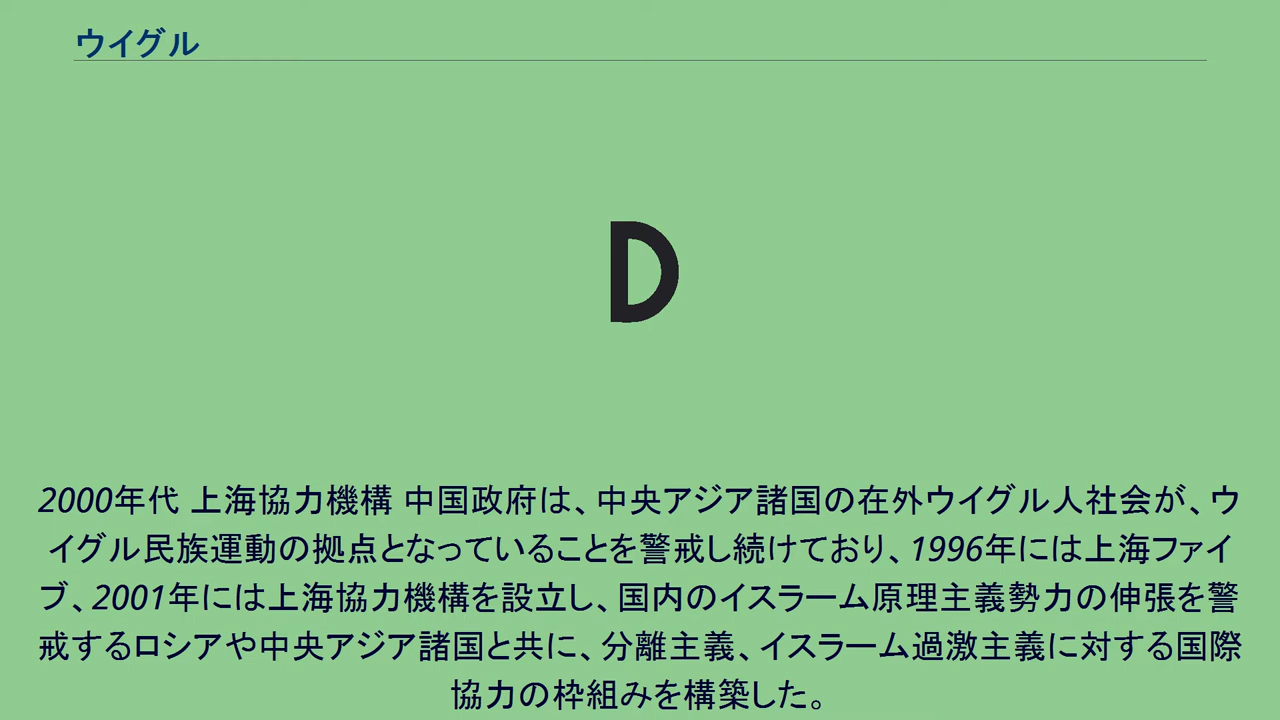 ウイグル
D
2000年代 上海協力機構 中国政府は、中央アジア諸国の在外ウイグル人社会が、ウ
イグル民族運動の拠点となっていることを警戒し続けており、1996年には上海ファイ
ブ、2001年には上海協力機構を設立し、国内のイスラーム原理主義勢力の伸張を警
戒するロシアや中央アジア諸国と共に、分離主義、イスラーム過激主義に対する国際
協力の枠組みを構築した。